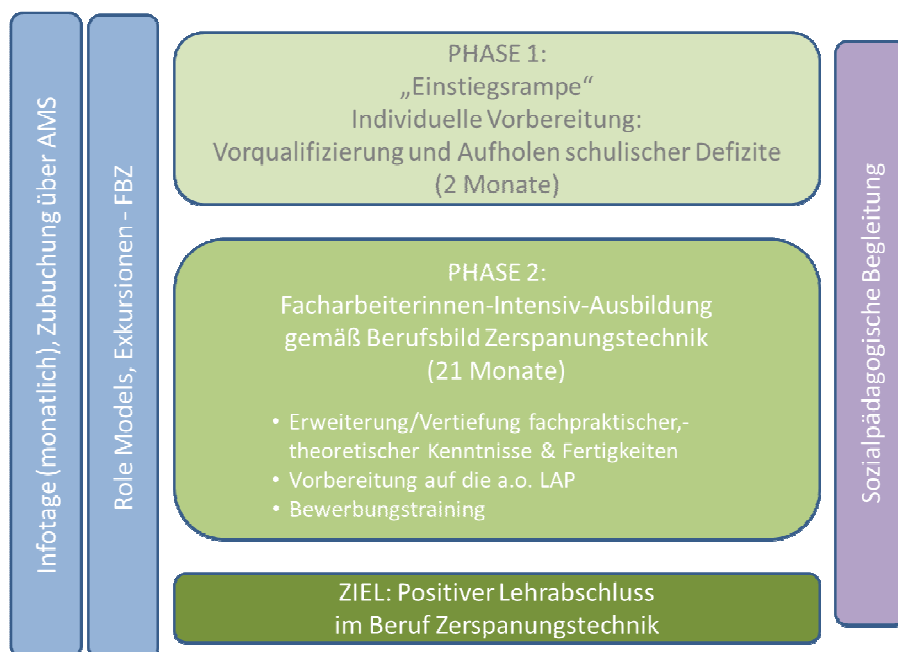 Infotage (monatlich), Zubuchung über AMS
Role Models, Exkursionen - FBZ
PHASE 1:
„Einstiegsrampe“
Individuelle Vorbereitung:
Vorqualifizierung und Aufholen schulischer Defizite
(2 Monate)
PHASE 2:
Facharbeiterinnen-Intensiv-Ausbildung
gemäß Berufsbild Zerspanungstechnik
(21 Monate)
• Erweiterung/Vertiefung fachpraktischer,-
theoretischer Kenntnisse & Fertigkeiten
• Vorbereitung auf die a.o. LAP
• Bewerbungstraining
ZIEL: Positiver Lehrabschluss
im Beruf Zerspanungstechnik
Sozialpädagogische Begleitung